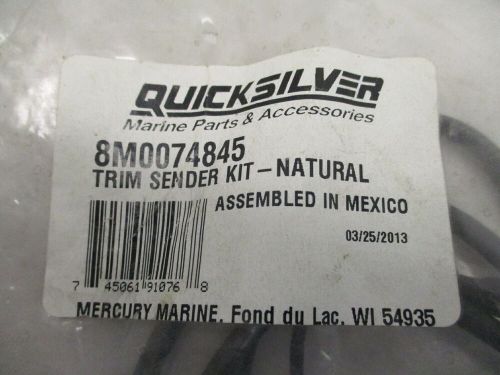 QUICKSILVER
Marine Parts & Accessories
8M0074845
TRIM SENDER KIT – NATURAL
ASSEMBLED IN MEXICO
03/25/2013
7 45061 91076 8
MERCURY MARINE, Fond du Lac, WI 54935